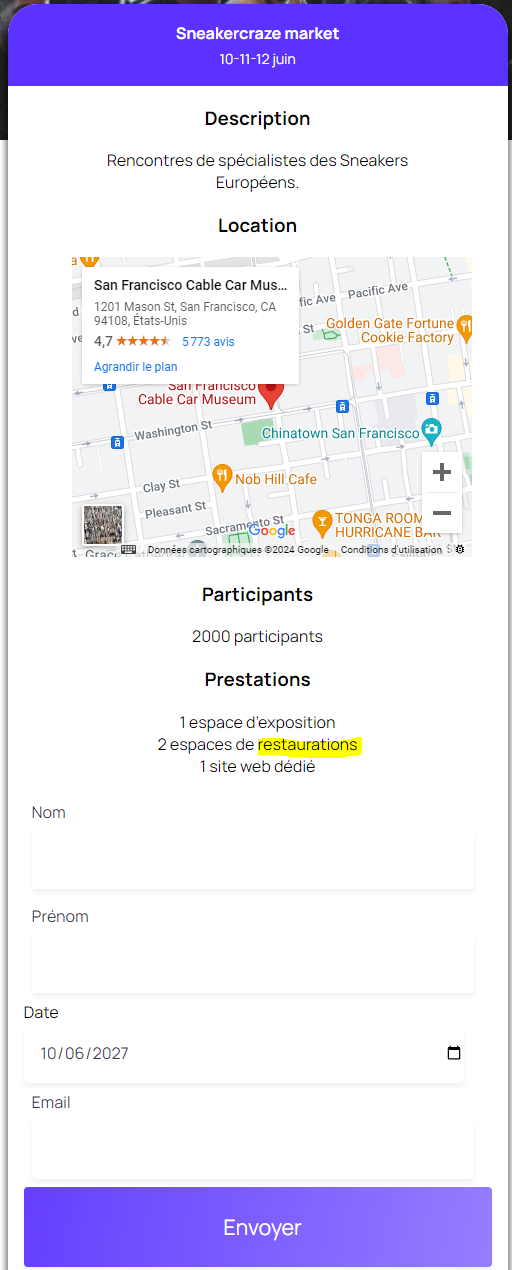 Sneakercraze market
10-11-12 juin
Description
Rencontres de spécialistes des Sneakers
Européens.
Location
San Francisco Cable Car Mus...
1201 Mason St, San Francisco, CA
94108, États-Unis
4,7
5 773 avis
Agrandir le plan
Pacific Ave
Golden Gate Fortune
Cookie Factory
San Francisco
Cable Car Museum
Washington St
Chinatown San Francisco
Clay St
Nob Hill Cafe
Pleasant St
Sacramento St
Google
TONGA ROOM
HURRICANE BAR
Données cartographiques ©2024 Google
Conditions d'utilisation
Participants
2000 participants
Prestations
1 espace d'exposition
2 espaces de restaurations
1 site web dédié
Nom
Prénom
Date
10/06/2027
Email
Envoyer